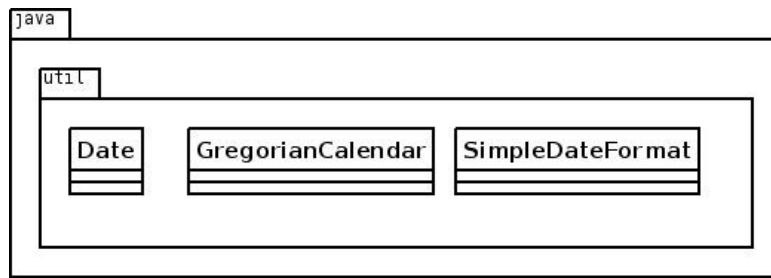 java
util
Date
GregorianCalendar
SimpleDateFormat